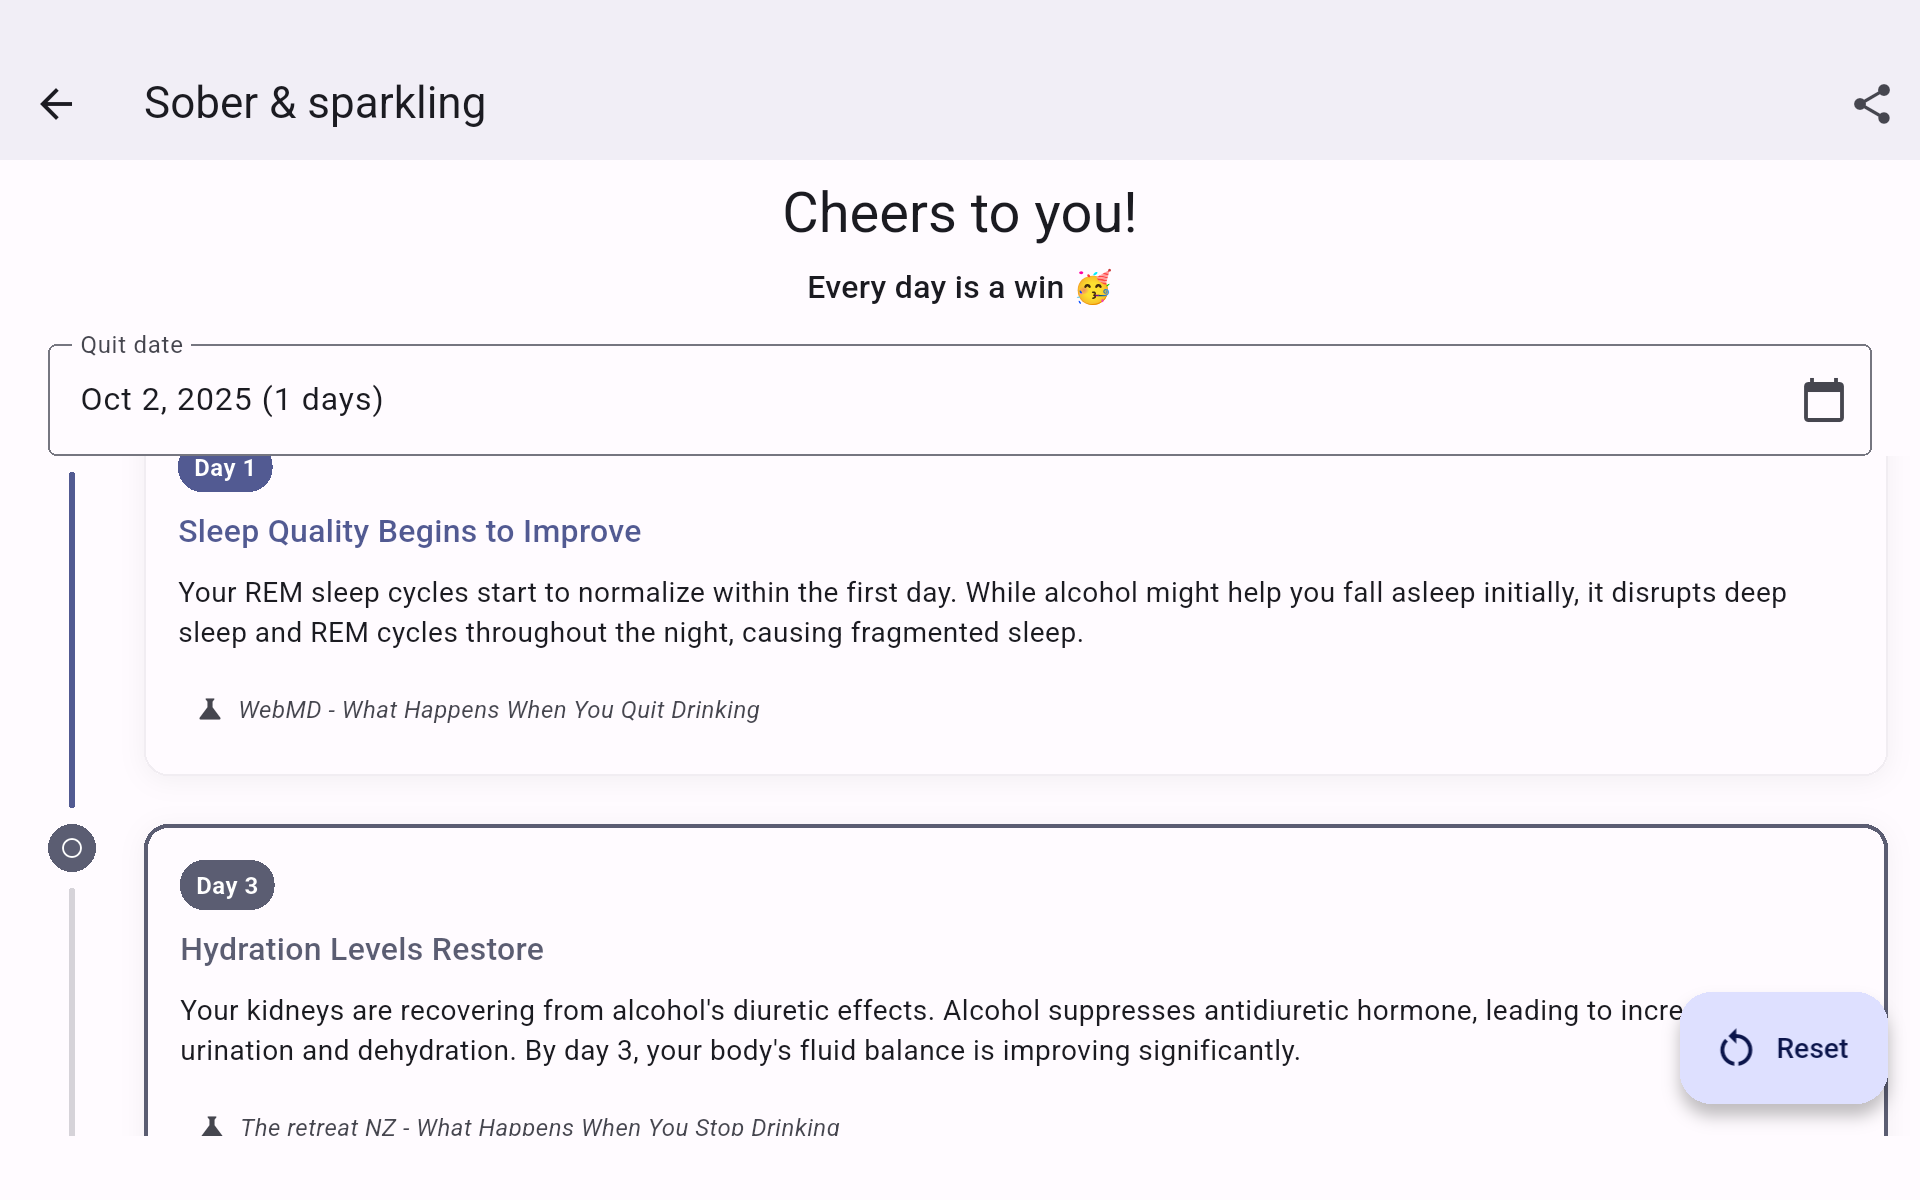 Sober & sparkling
Cheers to you!
Every day is a win 🥳
Quit date
Oct 2, 2025 (1 days)
Day 1
Sleep Quality Begins to Improve
Your REM sleep cycles start to normalize within the first day. While alcohol might help you fall asleep initially, it disrupts deep
sleep and REM cycles throughout the night, causing fragmented sleep.
WebMD - What Happens When You Quit Drinking
Day 3
Hydration Levels Restore
Your kidneys are recovering from alcohol's diuretic effects. Alcohol suppresses antidiuretic hormone, leading to incre
urination and dehydration. By day 3, your body's fluid balance is improving significantly.
Reset
The retreat NZ - What Happens When You Stop Drinking